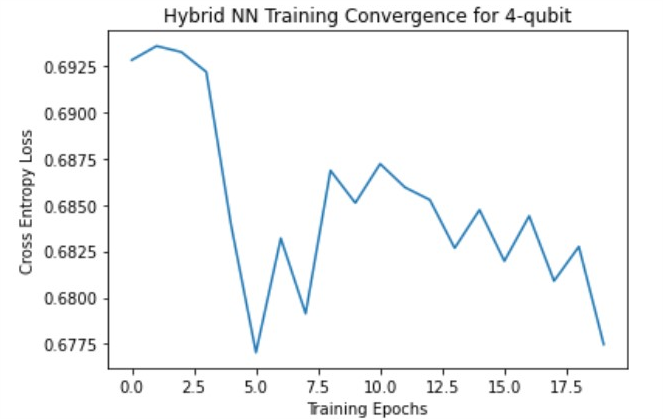 Hybrid NN Training Convergence for 4-qubit
Cross Entropy Loss
0.6925
0.6900
0.6875
0.6850
0.6825
0.6800
0.6775
0.0 2.5 5.0 7.5 10.0 12.5 15.0 17.5
Training Epochs